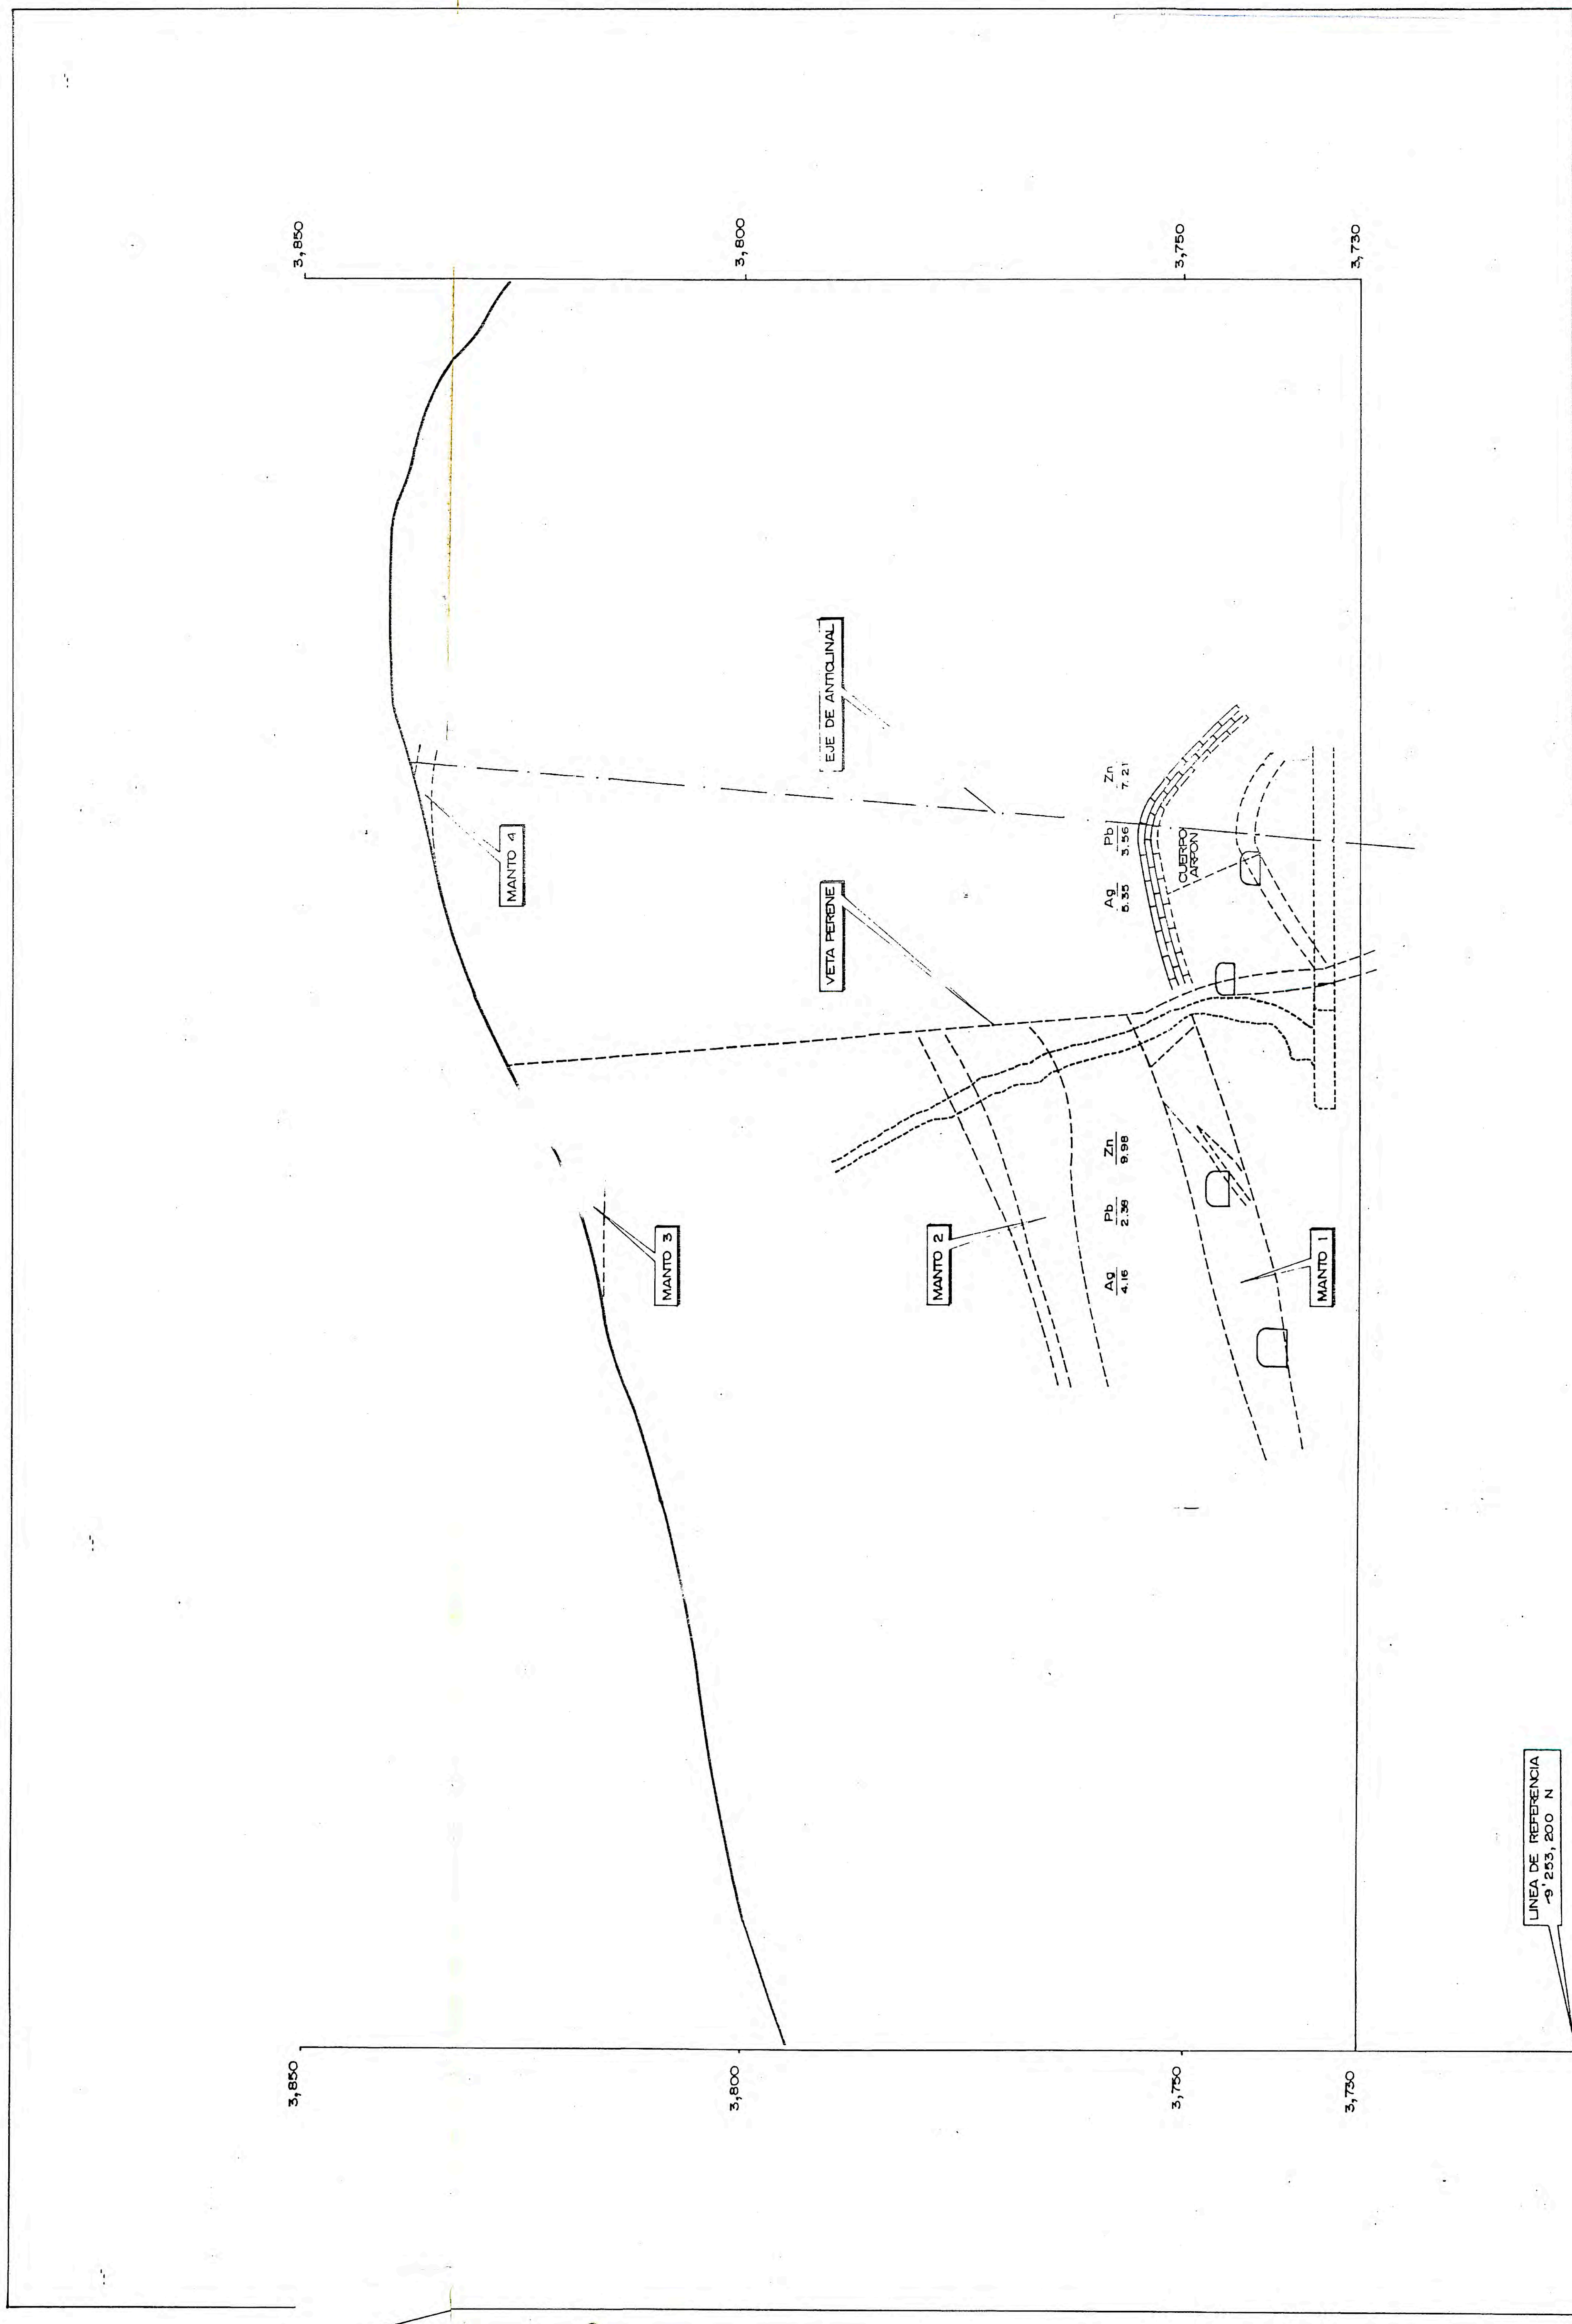 3,850
3,850
MANTO 4
MANTO 3
3,800
3,800
EJE DE ANTICLINAL
VETA PERENE
MANTO 2
Ag Pb Zn
4.16 2.38 9.98
Ag Pb Zn
5.35 3.56 7.21
CUERPO
ARPON
3,750
3,750
MANTO 1
3,730
3,730
LINEA DE REFERENCIA
9'253,200 N